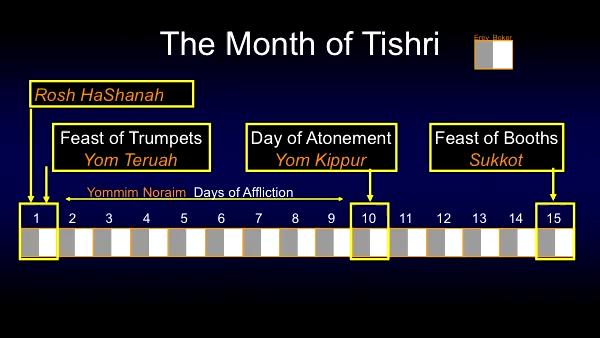 The Month of Tishri
Erev Boker
Rosh HaShanah
Feast of Trumpets
Yom Teruah
Day of Atonement
Yom Kippur
Feast of Booths
Sukkot
Yommim Noraim Days of Affliction
1 2 3 4 5 6 7 8 9 10 11 12 13 14 15